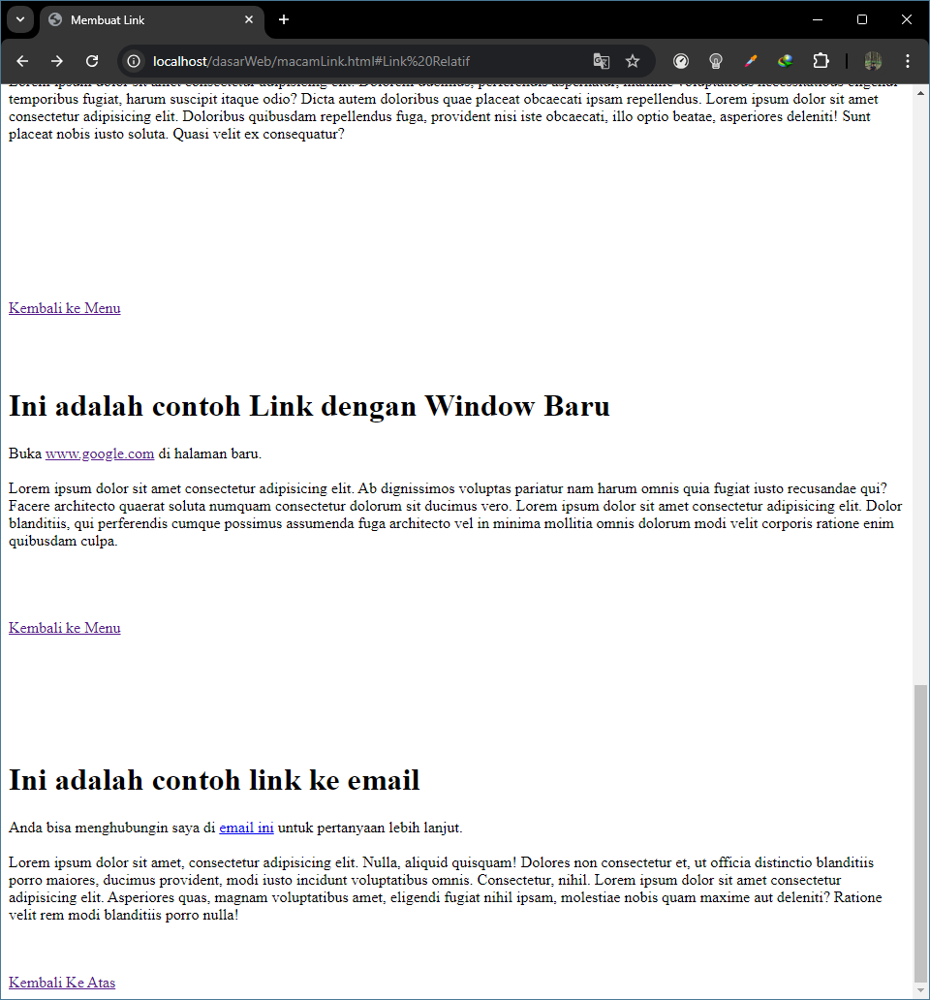 Membuat Link
localhost/dasarWeb/macamLink.html#Link%20Relatif
temporibus fugiat, harum suscipit itaque odio? Dicta autem doloribus quae placeat obcaecati ipsam repellendus. Lorem ipsum dolor sit amet
consectetur adipisicing elit. Doloribus quibusdam repellendus fuga, provident nisi iste obcaecati, illo optio beatae, asperiores deleniti! Sunt
placeat nobis iusto soluta. Quasi velit ex consequatur?
Kembali ke Menu
Ini adalah contoh Link dengan Window Baru
Buka www.google.com di halaman baru.
Lorem ipsum dolor sit amet consectetur adipisicing elit. Ab dignissimos voluptas pariatur nam harum omnis quia fugiat iusto recusandae qui?
Facere architecto quaerat soluta numquam consectetur dolorum sit ducimus vero. Lorem ipsum dolor sit amet consectetur adipisicing elit. Dolor
blanditiis, qui perferendis cumque possimus assumenda fuga architecto vel in minima mollitia omnis dolorum modi velit corporis ratione enim
quibusdam culpa.
Kembali ke Menu
Ini adalah contoh link ke email
Anda bisa menghubungin saya di email ini untuk pertanyaan lebih lanjut.
Lorem ipsum dolor sit amet, consectetur adipisicing elit. Nulla, aliquid quisquam! Dolores non consectetur et, ut officia distinctio blanditiis
porro maiores, ducimus provident, modi iusto incidunt voluptatibus omnis. Consectetur, nihil. Lorem ipsum dolor sit amet consectetur
adipisicing elit. Asperiores quas, magnam voluptatibus amet, eligendi fugiat nihil ipsam, molestiae nobis quam maxime aut deleniti? Ratione
velit rem modi blanditiis porro nulla!
Kembali Ke Atas